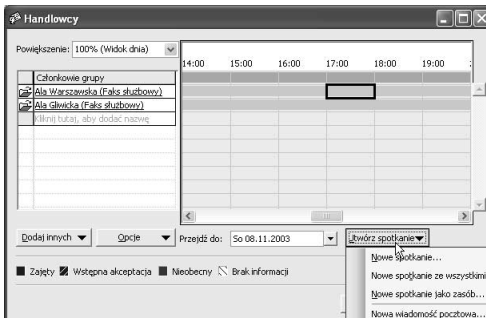 Handlowcy
Powiększenie: 100% (Widok dnia)
14:00 15:00 16:00 17:00 18:00 19:00
Członkowie grupy
Ala Warszawska (Faks służbowy)
Ala Gliwicka (Faks służbowy)
Kliknij tutaj, aby dodać nazwę
Dodaj innych Opcje Przejdź do: So 08.11.2003 Utwórz spotkanie
Zajęty Wstępna akceptacja Nieobecny Brak informacji
Nowe spotkanie...
Nowe spotkanie ze wszystkimi
Nowe spotkanie jako zasób...
Nowa wiadomość pocztowa...